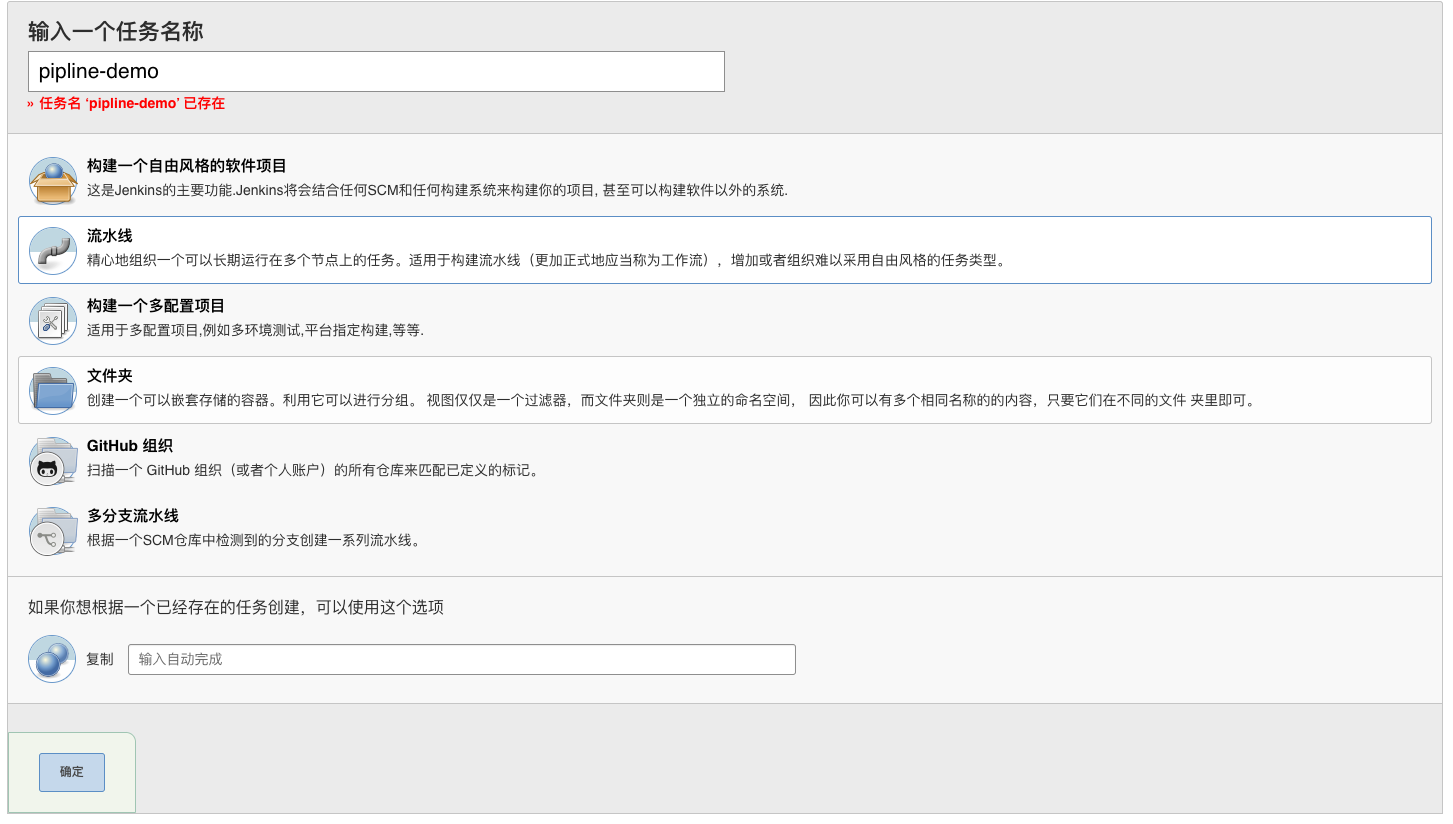 输入一个任务名称
pipline-demo
» 任务名 ‘pipline-demo’ 已存在
构建一个自由风格的软件项目
这是Jenkins的主要功能.Jenkins将会结合任何SCM和任何构建系统来构建你的项目, 甚至可以构建软件以外的系统.
流水线
精心地组织一个可以长期运行在多个节点上的任务。适用于构建流水线（更加正式地应当称为工作流），增加或者组织难以采用自由风格的任务类型。
构建一个多配置项目
适用于多配置项目,例如多环境测试,平台指定构建,等等.
文件夹
创建一个可以嵌套存储的容器。利用它可以进行分组。 视图仅仅是一个过滤器，而文件夹则是一个独立的命名空间， 因此你可以有多个相同名称的的内容，只要它们在不同的文件 夹里即可。
GitHub 组织
扫描一个 GitHub 组织（或者个人账户）的所有仓库来匹配已定义的标记。
多分支流水线
根据一个SCM仓库中检测到的分支创建一系列流水线。
如果你想根据一个已经存在的任务创建，可以使用这个选项
复制 输入自动完成
确定